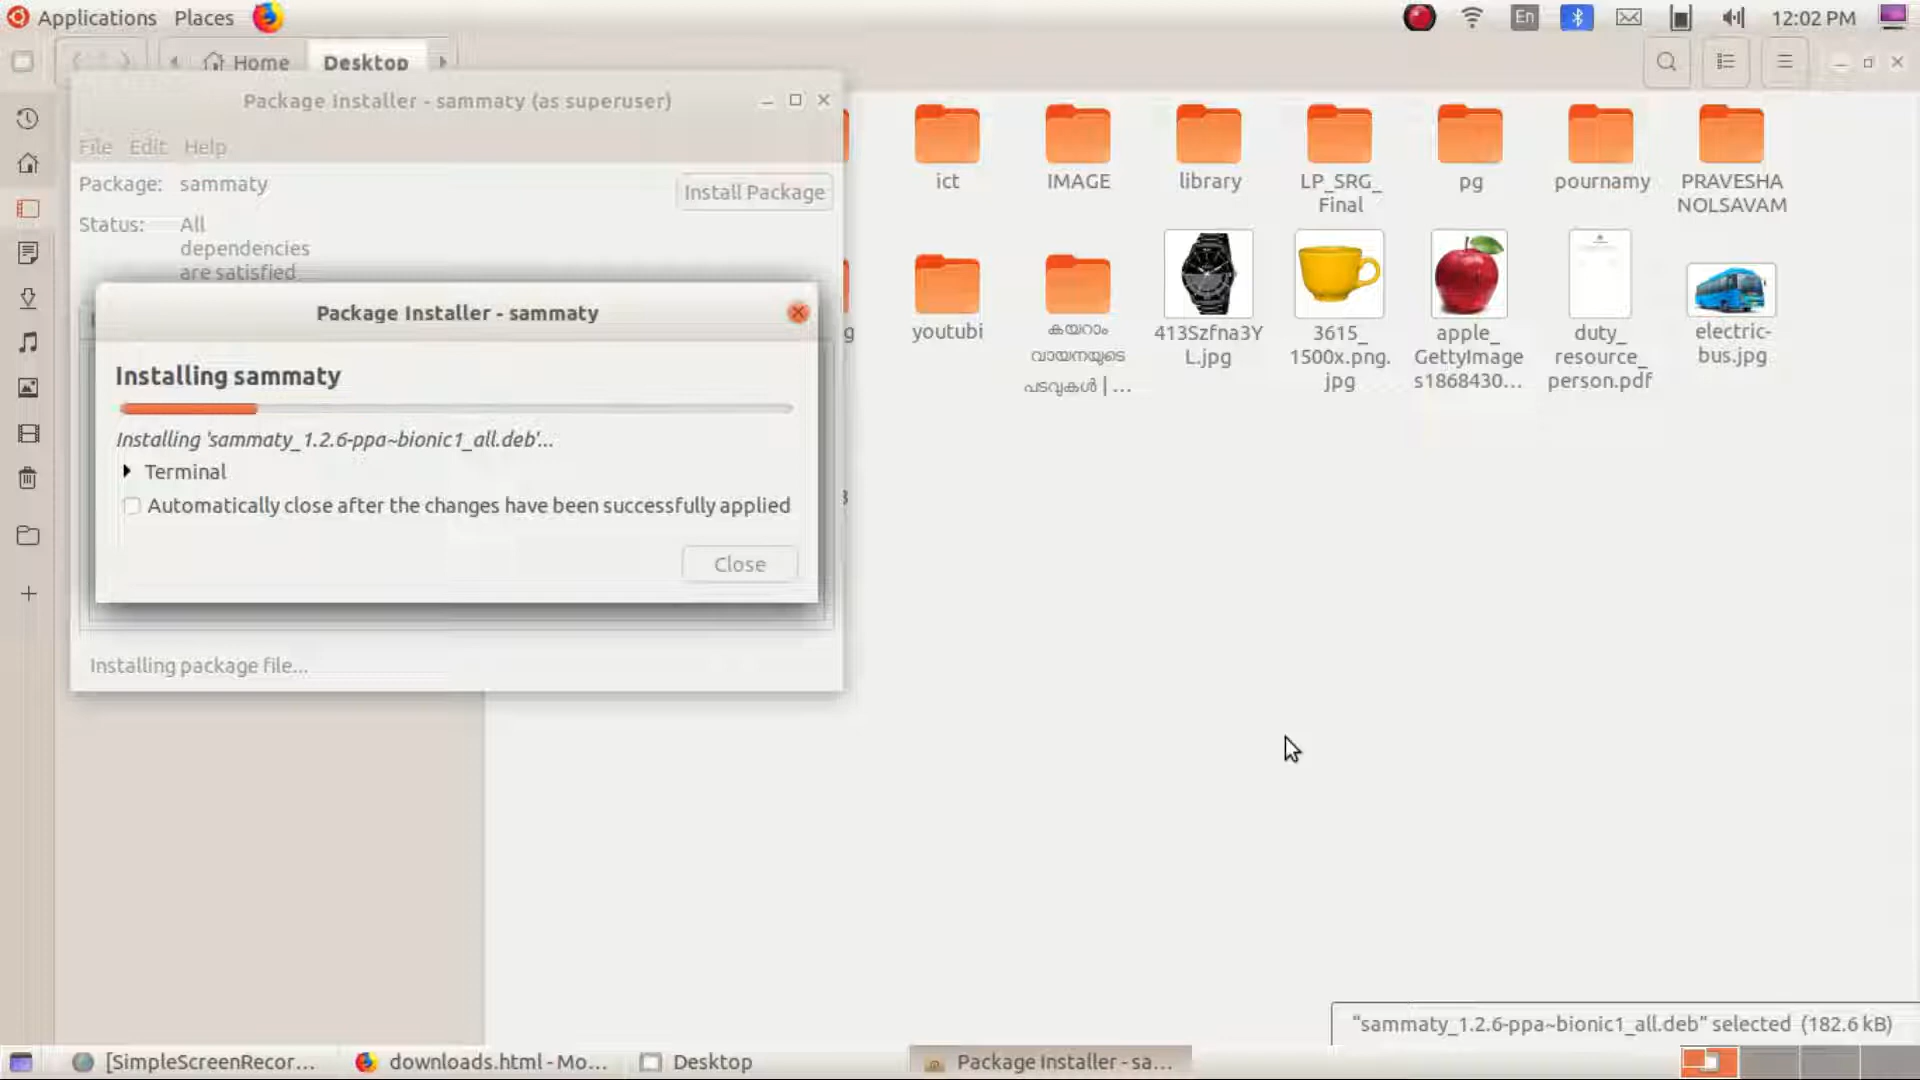 Applications Places
En
12:02 PM
Home Desktop
Package Installer - sammaty (as superuser)
File Edit Help
Package: sammaty
Install Package
Status: All
dependencies
are satisfied
Package Installer - sammaty
Installing sammaty
Installing 'sammaty_1.2.6-ppa~bionic1_all.deb'...
Terminal
Automatically close after the changes have been successfully applied
Close
Installing package file...
ict
IMAGE
library
LP_SRG_
Final
pg
pournamy
PRAVESHA
NOLSAVAM
g
youtubi
കയറാം
വായനയുടെ
പടവുകൾ | ...
413Szfna3Y
L.jpg
3615_
1500x.png.
jpg
apple_
GettyImage
s1868430...
duty_
resource_
person.pdf
electric-
bus.jpg
"sammaty_1.2.6-ppa~bionic1_all.deb" selected (182.6 kB)
[SimpleScreenRecor...
downloads.html - Mo...
Desktop
Package Installer - sa...